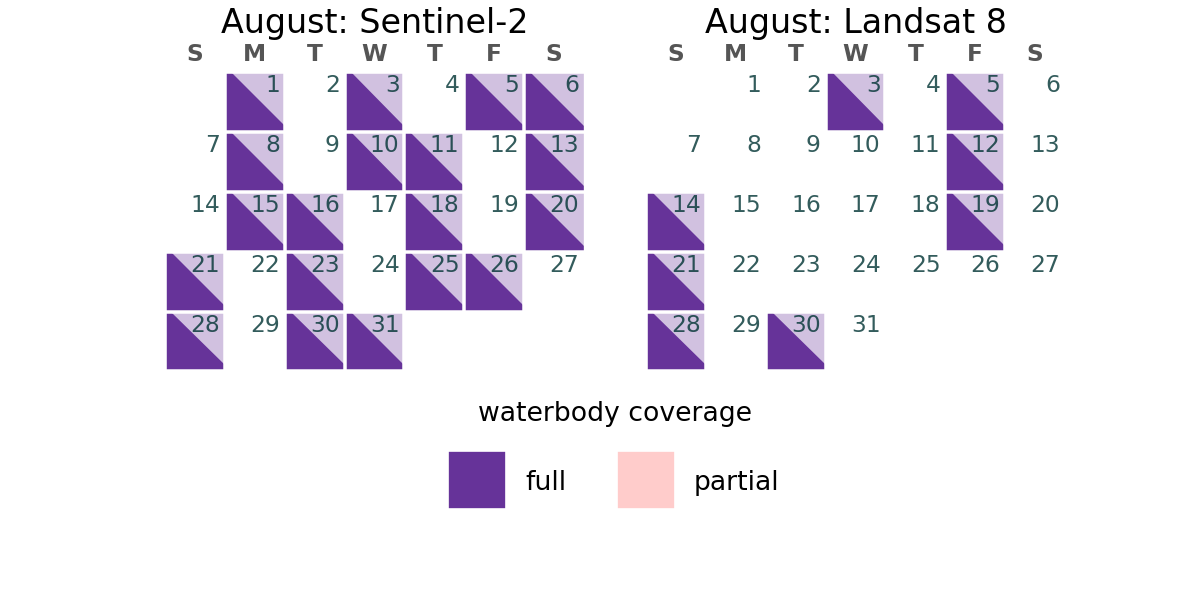 August: Sentinel-2
S M T W T F S
1 2 3 4 5 6
7 8 9 10 11 12 13
14 15 16 17 18 19 20
21 22 23 24 25 26 27
28 29 30 31
August: Landsat 8
S M T W T F S
1 2 3 4 5 6
7 8 9 10 11 12 13
14 15 16 17 18 19 20
21 22 23 24 25 26 27
28 29 30 31
waterbody coverage
full partial